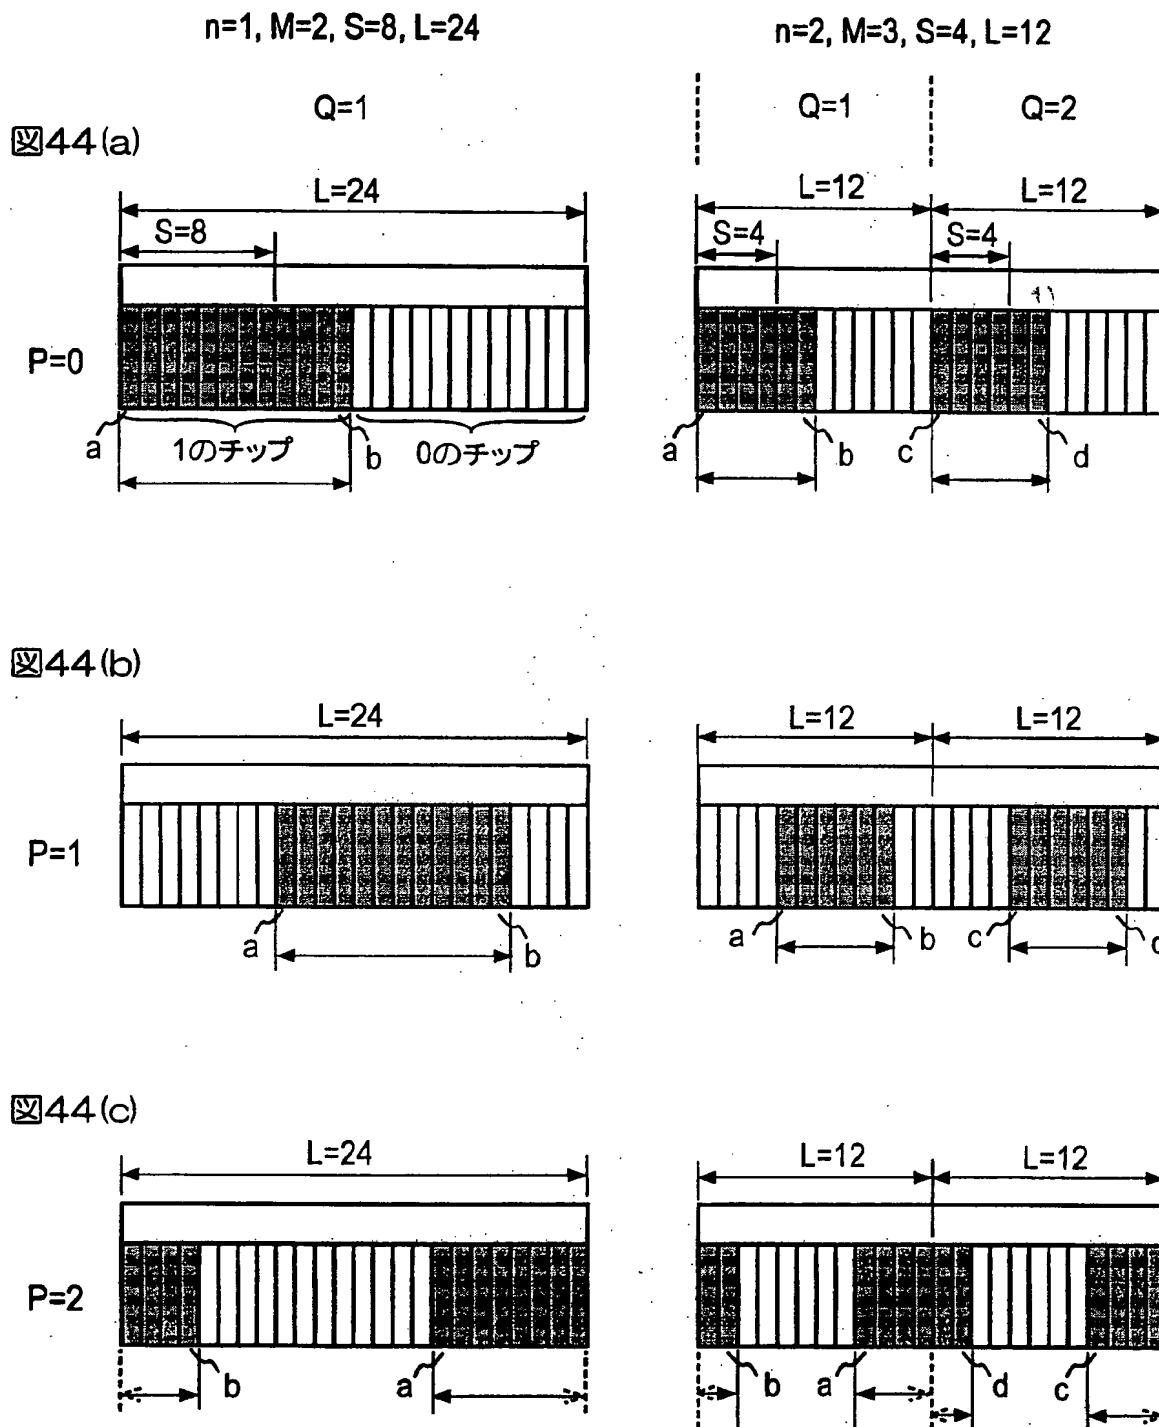 n=1, M=2, S=8, L=24
n=2, M=3, S=4, L=12
Q=1
Q=1
Q=2
図44(a)
L=24
L=12
L=12
S=8
S=4
S=4
P=0
a
1のチップ
b
0のチップ
a
b
c
d
図44(b)
L=24
L=12
L=12
P=1
a
b
a
b
c
図44(c)
L=24
L=12
L=12
P=2
b
a
b
a
d
c